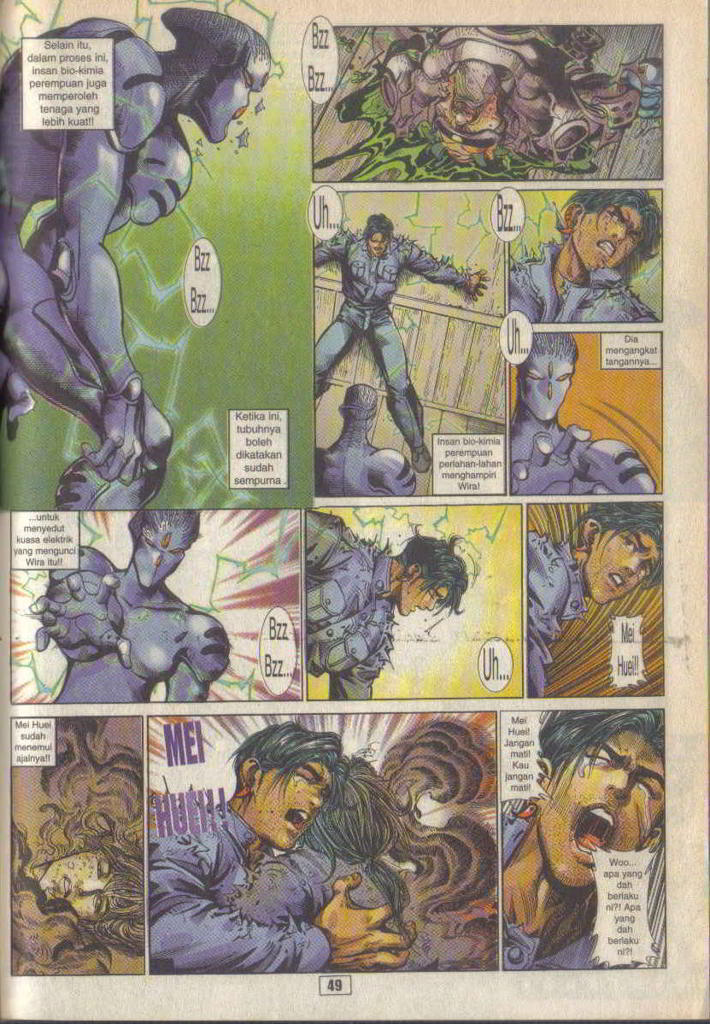 Selain itu,
dalam proses ini,
insan bio-kimia
perempuan juga
memperoleh
tenaga yang
lebih kuat!!
Bzz
Bzz...
Ketika ini,
tubuhnya
boleh
dikatakan
sudah
sempurna.
Bzz
Bzz...
Uh...
Insan bio-kimia
perempuan
perlahan-lahan
menghampiri
Wira!
Bzz...
Uh...
Dia
mengangkat
tangannya...
...untuk
menyedut
kuasa elektrik
yang mengunci
Wira itu!!
Bzz
Bzz...
Uh...
Mei
Huei!!
Mei Huei
sudah
menemui
ajalnya!!
MEI
HUEI!!
Mei
Huei!
Jangan
mati!
Kau
jangan
mati!
Woo...
apa yang
dah
berlaku
ni?! Apa
yang
dah
berlaku
ni?!
49